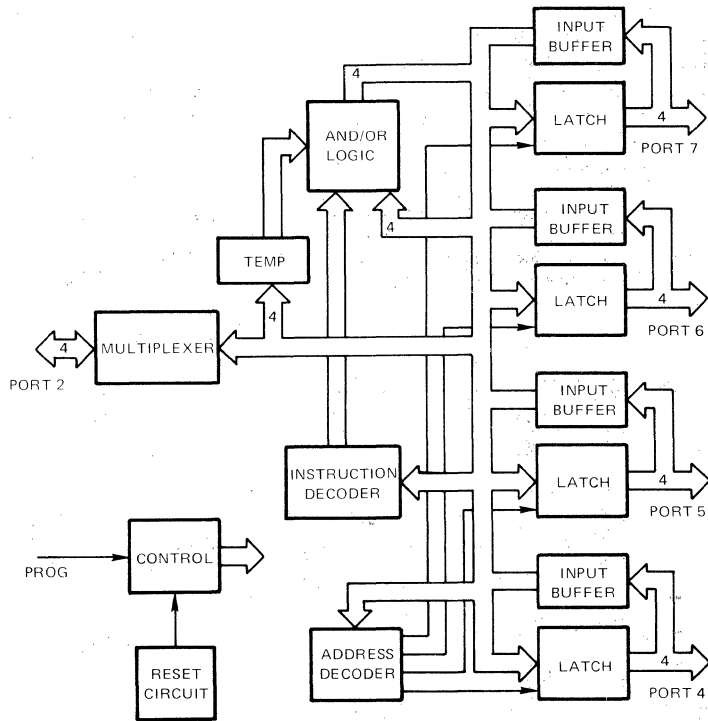 INPUT
BUFFER
4
AND/OR
LOGIC
LATCH
4
PORT 7
4
INPUT
BUFFER
TEMP
4
LATCH
4
PORT 6
4
MULTIPLEXER
PORT 2
INPUT
BUFFER
INSTRUCTION
DECODER
LATCH
4
PORT 5
PROG
CONTROL
INPUT
BUFFER
RESET
CIRCUIT
ADDRESS
DECODER
LATCH
4
PORT 4